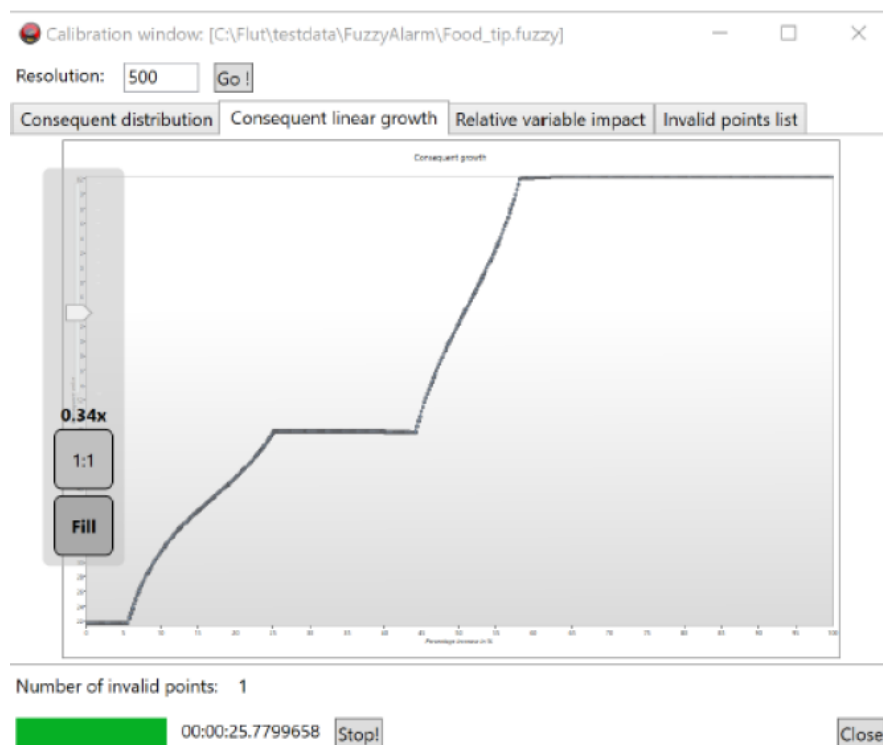 Calibration window: [C:\Flut\testdata\FuzzyAlarm\Food_tip.fuzzy]
Resolution: 500 Go !
Consequent distribution Consequent linear growth Relative variable impact Invalid points list
Consequent growth
0.34x
1:1
Fill
0 5 10 15 20 25 30 35 40 45 50 55 60 65 70 75 80 85 90 95 100
Percentage increase in %
Number of invalid points: 1
00:00:25.7799658 Stop! Close